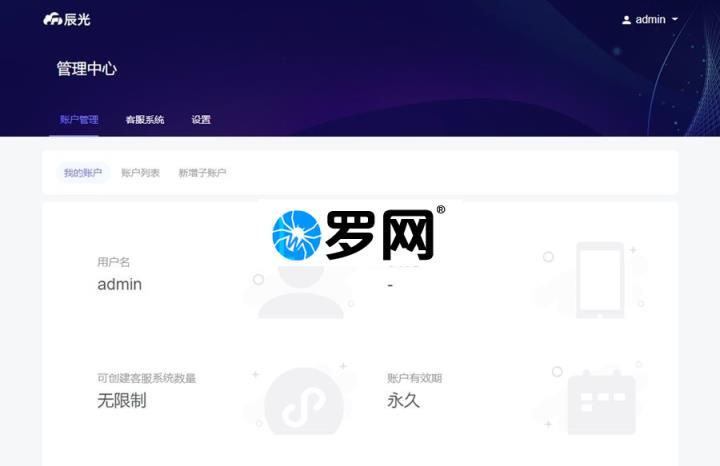 辰光
admin
管理中心
账户管理 客服系统 设置
我的账户 账户列表 新增子账户
罗网®
用户名
admin
-
可创建客服系统数量
无限制
账户有效期
永久